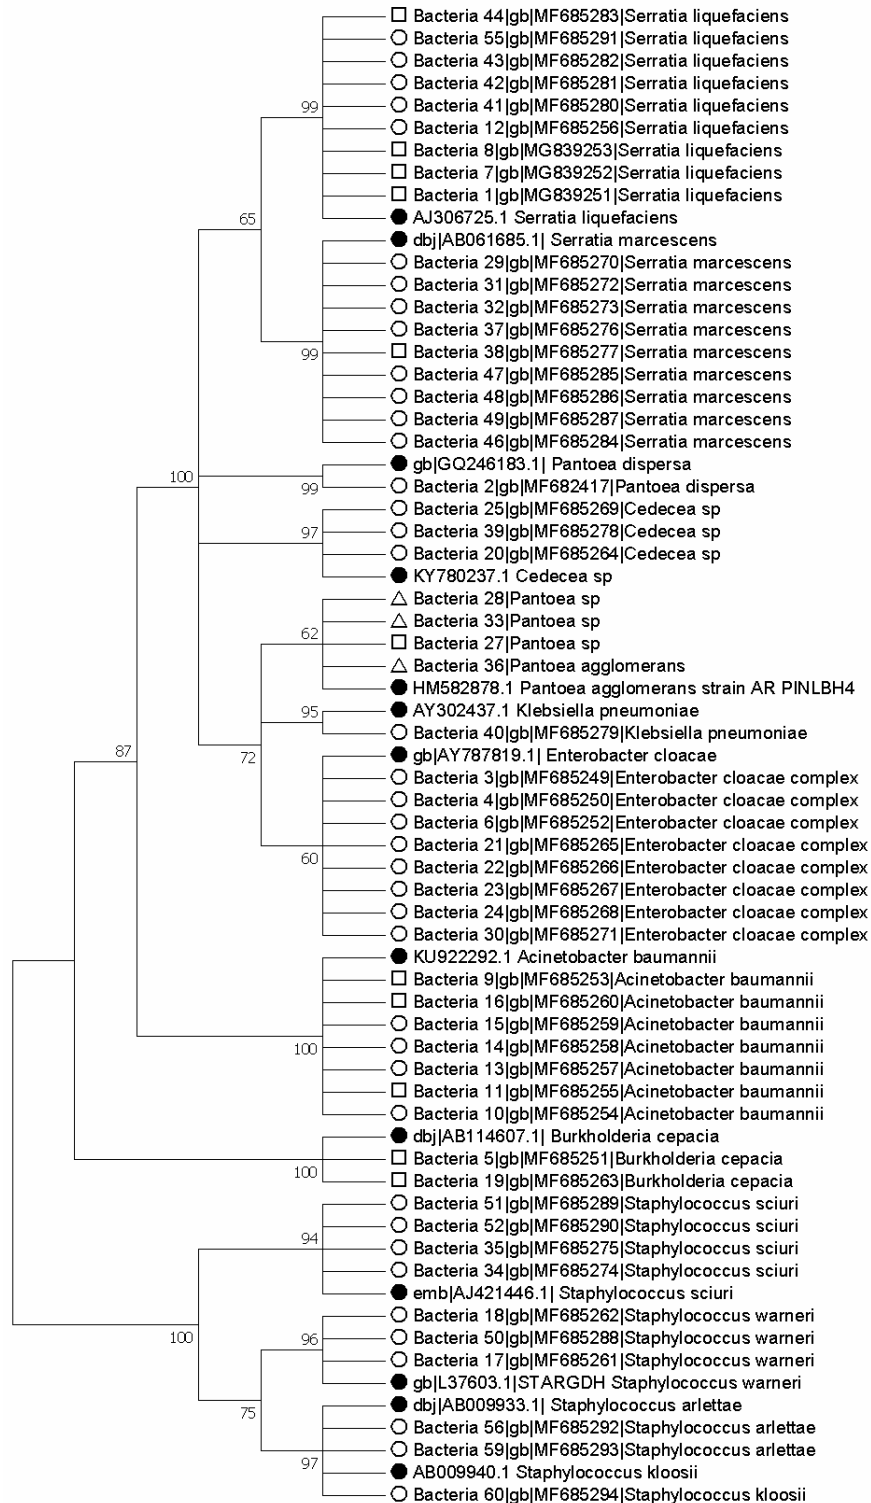 Bacteria 44|gb|MF685283|Serratia liquefaciens
Bacteria 55|gb|MF685291|Serratia liquefaciens
Bacteria 43|gb|MF685282|Serratia liquefaciens
Bacteria 42|gb|MF685281|Serratia liquefaciens
99
Bacteria 41|gb|MF685280|Serratia liquefaciens
Bacteria 12|gb|MF685256|Serratia liquefaciens
Bacteria 8|gb|MG839253|Serratia liquefaciens
Bacteria 7|gb|MG839252|Serratia liquefaciens
Bacteria 1|gb|MG839251|Serratia liquefaciens
65
AJ306725.1 Serratia liquefaciens
dbj|AB061685.1| Serratia marcescens
Bacteria 29|gb|MF685270|Serratia marcescens
Bacteria 31|gb|MF685272|Serratia marcescens
Bacteria 32|gb|MF685273|Serratia marcescens
Bacteria 37|gb|MF685276|Serratia marcescens
99
Bacteria 38|gb|MF685277|Serratia marcescens
Bacteria 47|gb|MF685285|Serratia marcescens
Bacteria 48|gb|MF685286|Serratia marcescens
Bacteria 49|gb|MF685287|Serratia marcescens
Bacteria 46|gb|MF685284|Serratia marcescens
gb|GQ246183.1| Pantoea dispersa
100
99
Bacteria 2|gb|MF682417|Pantoea dispersa
Bacteria 25|gb|MF685269|Cedecea sp
97
Bacteria 39|gb|MF685278|Cedecea sp
Bacteria 20|gb|MF685264|Cedecea sp
KY780237.1 Cedecea sp
Bacteria 28|Pantoea sp
Bacteria 33|Pantoea sp
62
Bacteria 27|Pantoea sp
Bacteria 36|Pantoea agglomerans
HM582878.1 Pantoea agglomerans strain AR PINLBH4
95
AY302437.1 Klebsiella pneumoniae
Bacteria 40|gb|MF685279|Klebsiella pneumoniae
87
72
gb|AY787819.1| Enterobacter cloacae
Bacteria 3|gb|MF685249|Enterobacter cloacae complex
Bacteria 4|gb|MF685250|Enterobacter cloacae complex
Bacteria 6|gb|MF685252|Enterobacter cloacae complex
Bacteria 21|gb|MF685265|Enterobacter cloacae complex
60
Bacteria 22|gb|MF685266|Enterobacter cloacae complex
Bacteria 23|gb|MF685267|Enterobacter cloacae complex
Bacteria 24|gb|MF685268|Enterobacter cloacae complex
Bacteria 30|gb|MF685271|Enterobacter cloacae complex
KU922292.1 Acinetobacter baumannii
Bacteria 9|gb|MF685253|Acinetobacter baumannii
Bacteria 16|gb|MF685260|Acinetobacter baumannii
Bacteria 15|gb|MF685259|Acinetobacter baumannii
100
Bacteria 14|gb|MF685258|Acinetobacter baumannii
Bacteria 13|gb|MF685257|Acinetobacter baumannii
Bacteria 11|gb|MF685255|Acinetobacter baumannii
Bacteria 10|gb|MF685254|Acinetobacter baumannii
dbj|AB114607.1| Burkholderia cepacia
Bacteria 5|gb|MF685251|Burkholderia cepacia
100
Bacteria 19|gb|MF685263|Burkholderia cepacia
Bacteria 51|gb|MF685289|Staphylococcus sciuri
Bacteria 52|gb|MF685290|Staphylococcus sciuri
94
Bacteria 35|gb|MF685275|Staphylococcus sciuri
Bacteria 34|gb|MF685274|Staphylococcus sciuri
emb|AJ421446.1| Staphylococcus sciuri
Bacteria 18|gb|MF685262|Staphylococcus warneri
100
96
Bacteria 50|gb|MF685288|Staphylococcus warneri
Bacteria 17|gb|MF685261|Staphylococcus warneri
gb|L37603.1|STARGDH Staphylococcus warneri
75
dbj|AB009933.1| Staphylococcus arlettae
Bacteria 56|gb|MF685292|Staphylococcus arlettae
Bacteria 59|gb|MF685293|Staphylococcus arlettae
97
AB009940.1 Staphylococcus kloosii
Bacteria 60|gb|MF685294|Staphylococcus kloosii